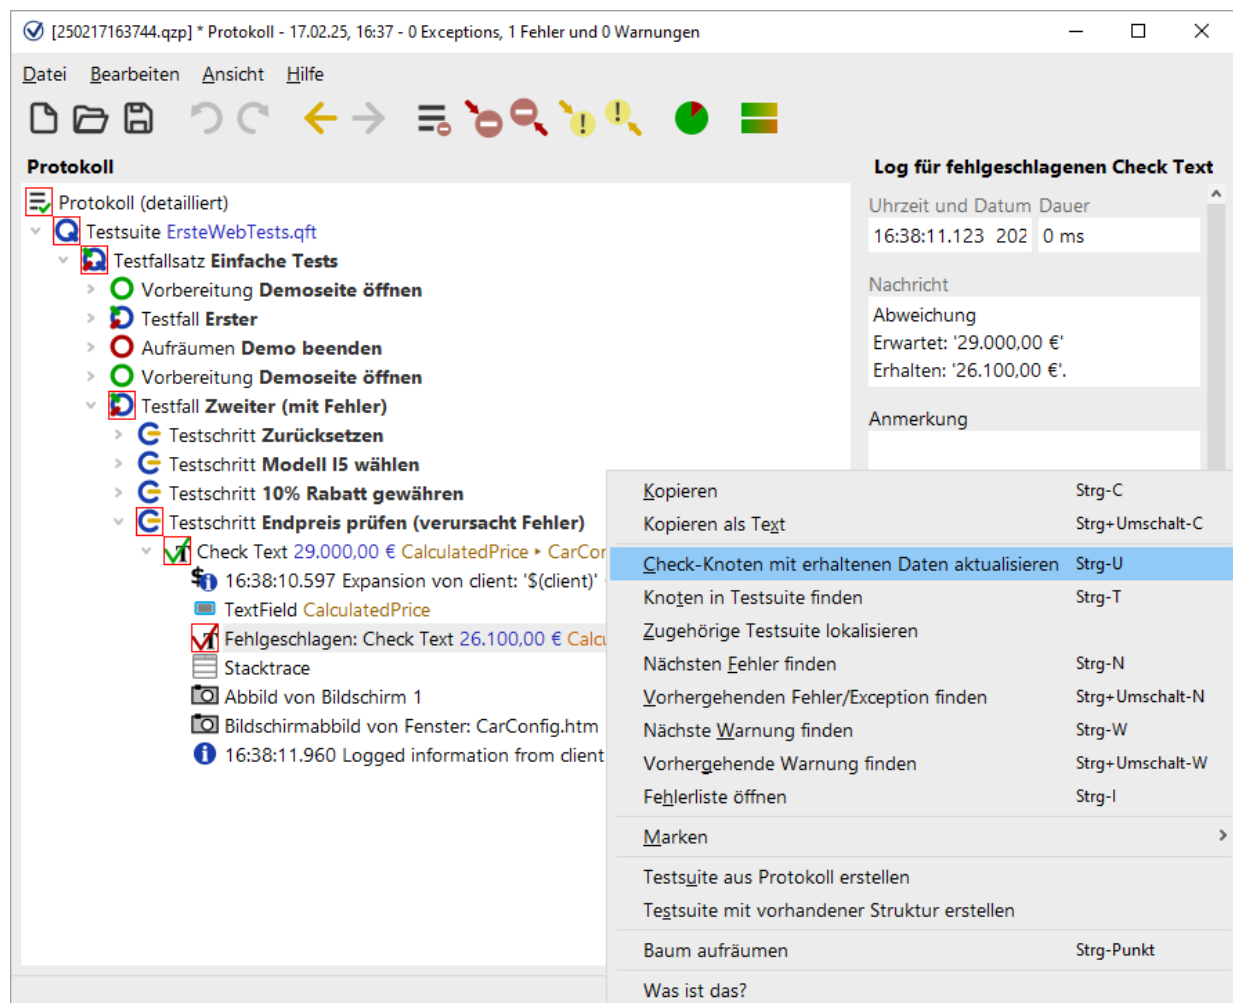 [250217163744.qzp] * Protokoll - 17.02.25, 16:37 - 0 Exceptions, 1 Fehler und 0 Warnungen
Datei Bearbeiten Ansicht Hilfe
Protokoll
Protokoll (detailliert)
Testsuite ErsteWebTests.qft
Testfallsatz Einfache Tests
Vorbereitung Demoseite öffnen
Testfall Erster
Aufräumen Demo beenden
Vorbereitung Demoseite öffnen
Testfall Zweiter (mit Fehler)
Testschritt Zurücksetzen
Testschritt Modell I5 wählen
Testschritt 10% Rabatt gewähren
Testschritt Endpreis prüfen (verursacht Fehler)
Check Text 29.000,00 € CalculatedPrice ▸ CarCon
16:38:10.597 Expansion von client: '$(client)'
TextField CalculatedPrice
Fehlgeschlagen: Check Text 26.100,00 € Calcu
Stacktrace
Abbild von Bildschirm 1
Bildschirmabbild von Fenster: CarConfig.htm
16:38:11.960 Logged information from client
Log für fehlgeschlagenen Check Text
Uhrzeit und Datum Dauer
16:38:11.123 202 0 ms
Nachricht
Abweichung
Erwartet: '29.000,00 €'
Erhalten: '26.100,00 €'.
Anmerkung
Kopieren Strg-C
Kopieren als Text Strg+Umschalt-C
Check-Knoten mit erhaltenen Daten aktualisieren Strg-U
Knoten in Testsuite finden Strg-T
Zugehörige Testsuite lokalisieren
Nächsten Fehler finden Strg-N
Vorhergehenden Fehler/Exception finden Strg+Umschalt-N
Nächste Warnung finden Strg-W
Vorhergehende Warnung finden Strg+Umschalt-W
Fehlerliste öffnen Strg-I
Marken
Testsuite aus Protokoll erstellen
Testsuite mit vorhandener Struktur erstellen
Baum aufräumen Strg-Punkt
Was ist das?